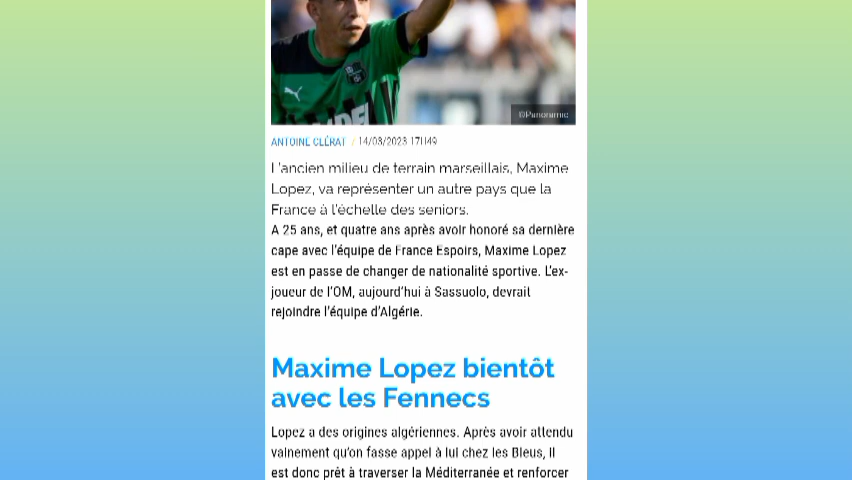 ©Panoramic
ANTOINE CLÉRAT / 14/03/2023 17H49
L'ancien milieu de terrain marseillais, Maxime
Lopez, va représenter un autre pays que la
France à l'échelle des seniors.
A 25 ans, et quatre ans après avoir honoré sa dernière
cape avec l'équipe de France Espoirs, Maxime Lopez
est en passe de changer de nationalité sportive. L'ex-
joueur de l'OM, aujourd'hui à Sassuolo, devrait
rejoindre l'équipe d'Algérie.
Maxime Lopez bientôt
avec les Fennecs
Lopez a des origines algériennes. Après avoir attendu
vainement qu'on fasse appel à lui chez les Bleus, il
est donc prêt à traverser la Méditerranée et renforcer